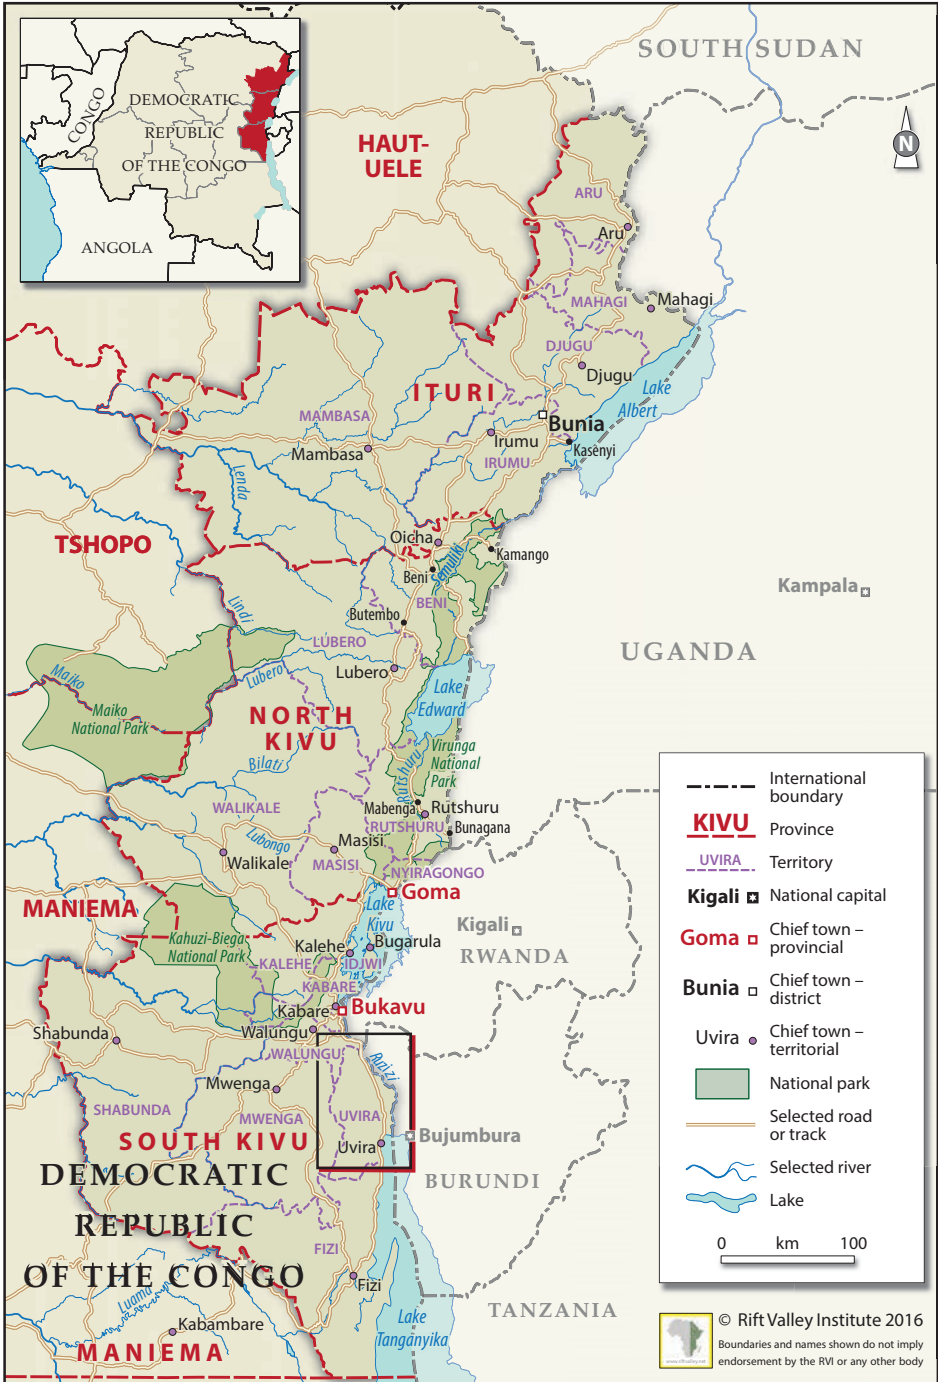 SOUTH SUDAN
CONGO
DEMOCRATIC
REPUBLIC
OF THE CONGO
ANGOLA
HAUT-
UELE
N
ARU
Aru
MAHAGI
Mahagi
DJUGU
Djugu
Lake
Albert
ITURI
MAMBASA
Bunia
Irumu
Kasenyi
Mambasa
IRUMU
Lenda
TSHOPO
Oicha
Kamango
Semuliki
Beni
BENI
Kampala
Lindi
Butembo
LUBERO
UGANDA
Lubero
Lubero
Maiko
Maiko
National Park
Lake
Edward
NORTH
KIVU
Virunga
National
Park
Bilati
Rutshuru
WALIKALE
Mabenga
Rutshuru
RUTSHURU
Bunagana
Lubongo
Masisi
MASISI
Walikale
NYIRAGONGO
Goma
MANIEMA
Lake
Kivu
Kigali
RWANDA
Kahuzi-Biega
National Park
Kalehe
Bugarula
KALEHE
IDJWI
KABARE
Kabare
Bukavu
Walungu
Shabunda
WALUNGU
Ruzizi
Mwenga
SHABUNDA
MWENGA
UVIRA
SOUTH KIVU
Uvira
Bujumbura
BURUNDI
DEMOCRATIC
REPUBLIC
OF THE CONGO
FIZI
Fizi
Luama
Kabambare
MANIEMA
Lake
Tanganyika
TANZANIA
International
boundary
KIVU Province
UVIRA Territory
Kigali National capital
Goma Chief town –
provincial
Bunia Chief town –
district
Uvira Chief town –
territorial
National park
Selected road
or track
Selected river
Lake
0 km 100
© Rift Valley Institute 2016
Boundaries and names shown do not imply
endorsement by the RVI or any other body
www.riftvalley.net